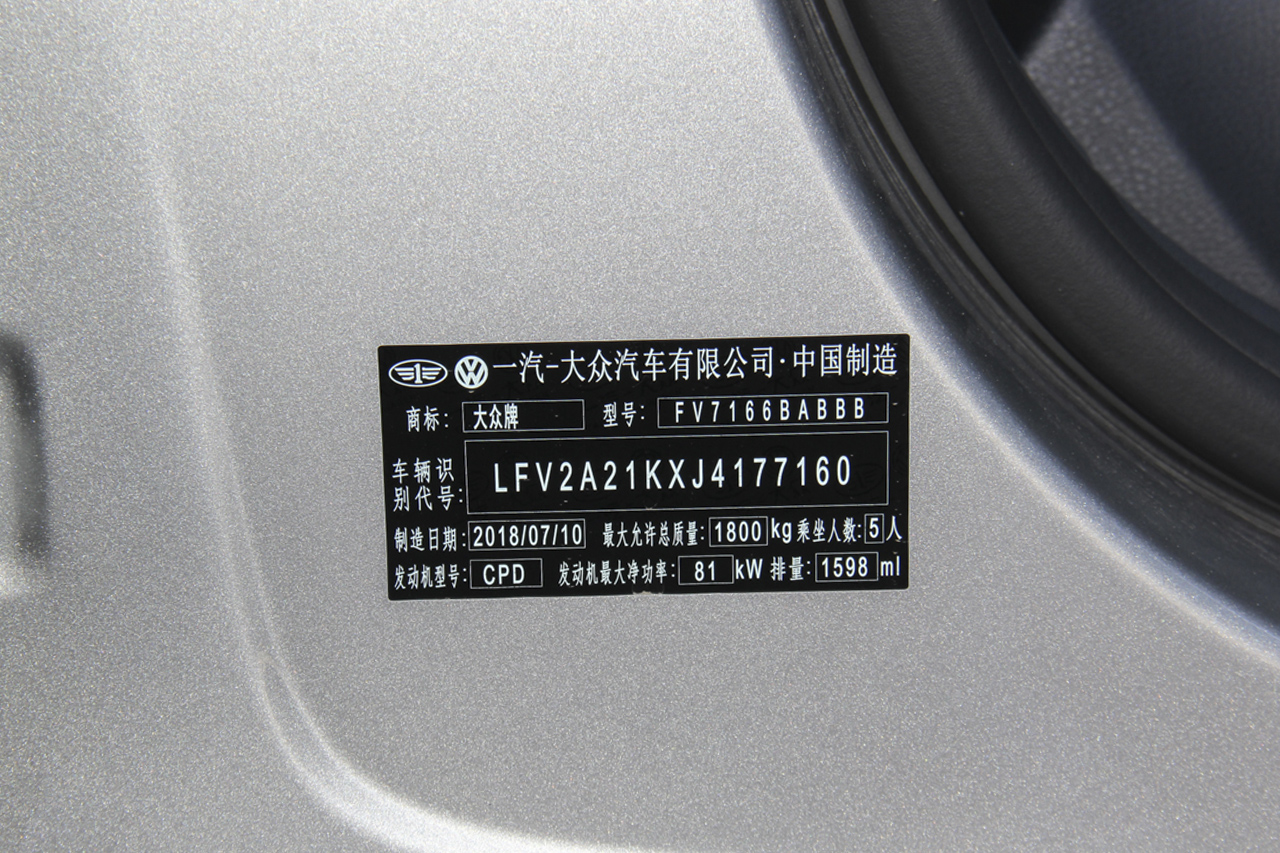 一汽-大众汽车有限公司·中国制造
商标: 大众牌 型号: FV7166BABBB
车辆识别代号: LFV2A21KXJ4177160
制造日期: 2018/07/10 最大允许总质量: 1800 kg 乘坐人数: 5 人
发动机型号: CPD 发动机最大净功率: 81 kW 排量: 1598 ml